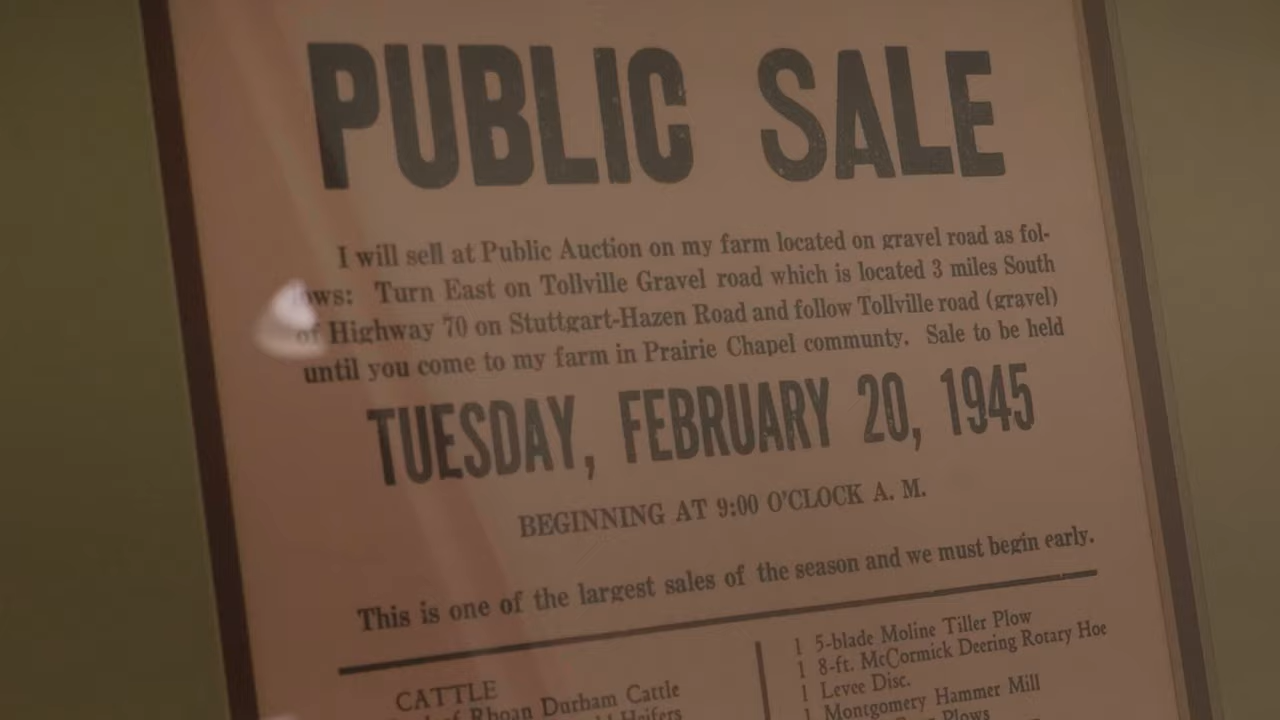 PUBLIC SALE
I will sell at Public Auction on my farm located on gravel road as fol-
ows: Turn East on Tollville Gravel road which is located 3 miles South
of Highway 70 on Stuttgart-Hazen Road and follow Tollville road (gravel)
until you come to my farm in Prairie Chapel communty. Sale to be held
TUESDAY, FEBRUARY 20, 1945
BEGINNING AT 9:00 O'CLOCK A. M.
This is one of the largest sales of the season and we must begin early.
CATTLE
of Rhoan Durham Cattle
Heifers
1 5-blade Moline Tiller Plow
1 8-ft. McCormick Deering Rotary Hoe
1 Levee Disc.
1 Montgomery Hammer Mill
Plows